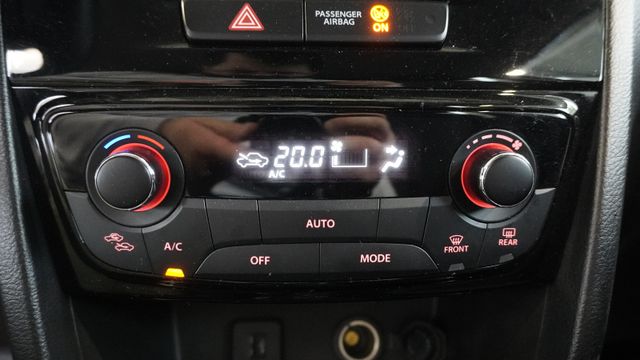 PASSENGER
AIRBAG
ON
20.0
A/C
AUTO
A/C
OFF
MODE
FRONT
REAR